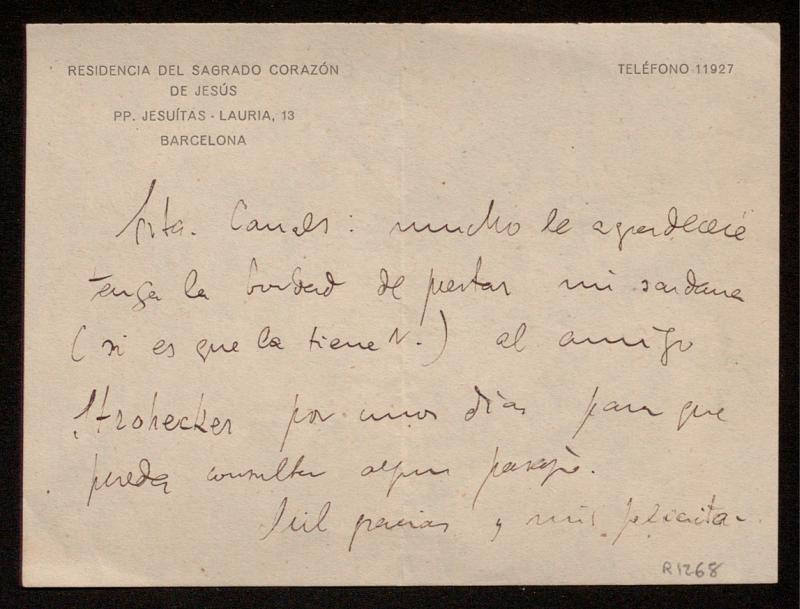 RESIDENCIA DEL SAGRADO CORAZÓN
DE JESÚS
PP. JESUÍTAS - LAURIA, 13
BARCELONA
TELÉFONO 11927
Srta. Canals: mucho le agradeceré
tenga la bondad de prestar mi sardana
(si es que la tiene V.) al amigo
Strohecker por unos días para que
pueda consultar algun pasaje.
Mil gracias y mis felicita-
R1268